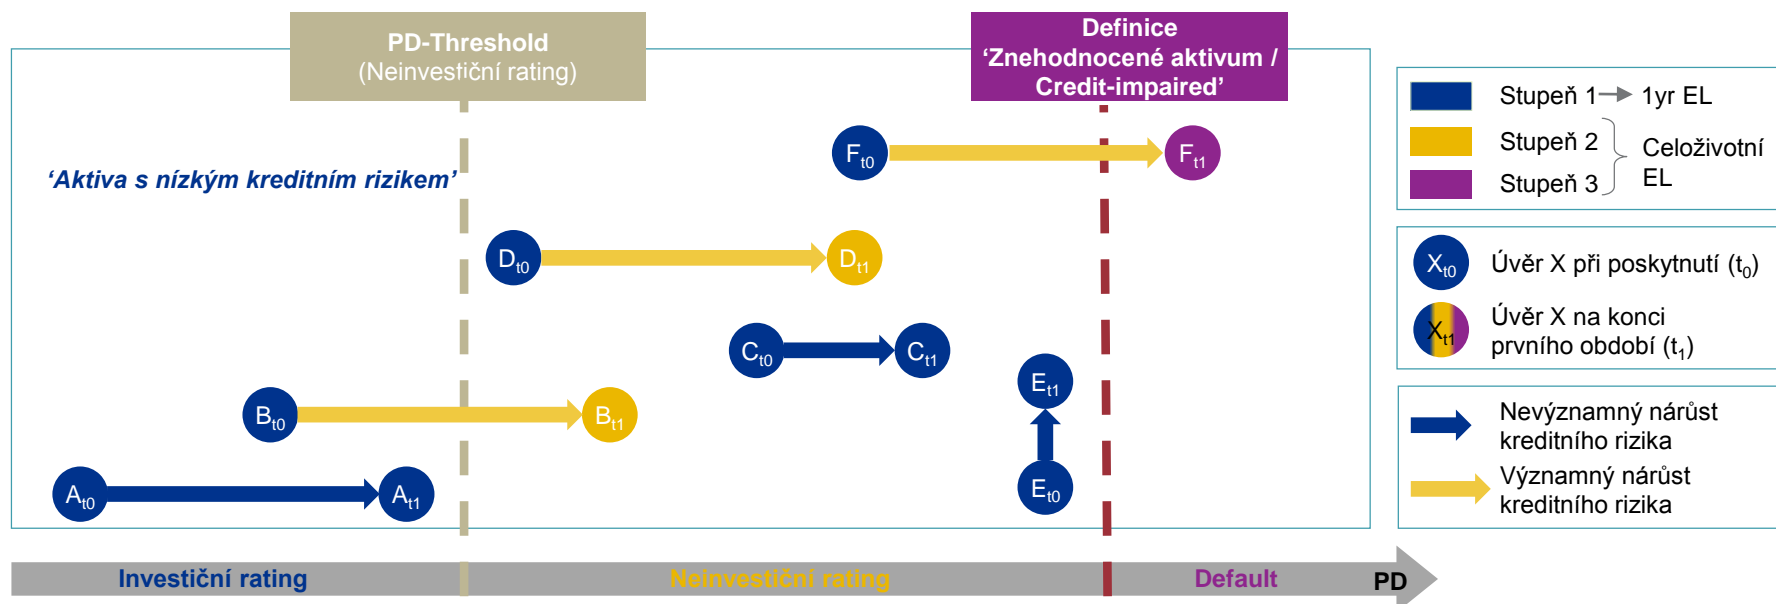 PD-Threshold
(Neinvestiční rating)
Definice
‘Znehodnocené aktivum /
Credit-impaired’
‘Aktiva s nízkým kreditním rizikem’
Ft0
Ft1
Dt0
Dt1
Ct0
Ct1
Et1
Bt0
Bt1
Et0
At0
At1
Investiční rating
Neinvestiční rating
Default
PD
Stupeň 1
1yr EL
Stupeň 2
Stupeň 3
Celoživotní
EL
Xt0
Úvěr X při poskytnutí (t0)
Xt1
Úvěr X na konci
prvního období (t1)
Nevýznamný nárůst
kreditního rizika
Významný nárůst
kreditního rizika